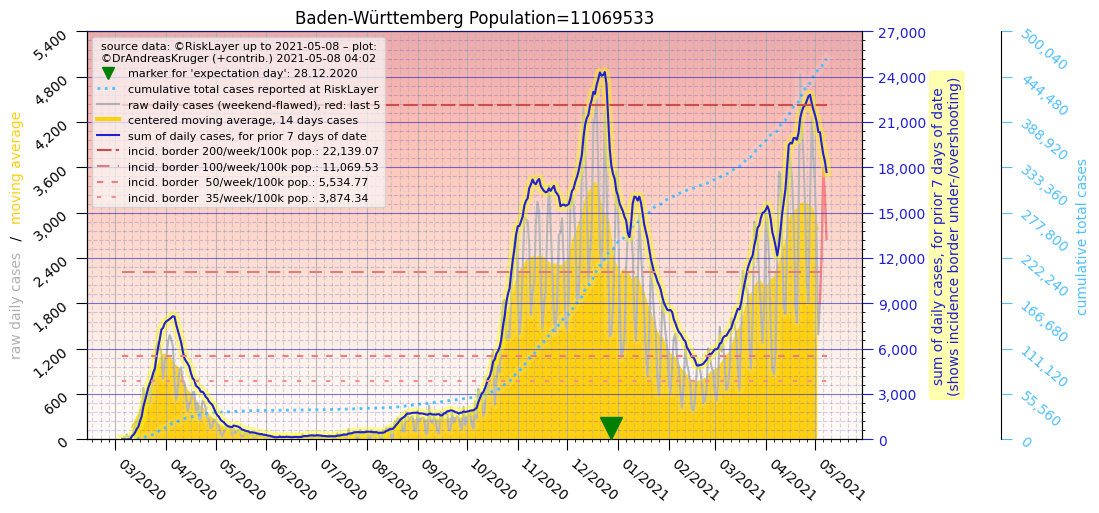 Baden-Württemberg Population=11069533
source data: ©RiskLayer up to 2021-05-08 – plot:
©DrAndreasKruger (+contrib.) 2021-05-08 04:02
marker for 'expectation day': 28.12.2020
cumulative total cases reported at RiskLayer
raw daily cases (weekend-flawed), red: last 5
centered moving average, 14 days cases
sum of daily cases, for prior 7 days of date
incid. border 200/week/100k pop.: 22,139.07
incid. border 100/week/100k pop.: 11,069.53
incid. border  50/week/100k pop.: 5,534.77
incid. border  35/week/100k pop.: 3,874.34
raw daily cases / moving average
5,400
4,800
4,200
3,600
3,000
2,400
1,800
1,200
600
0
03/2020
04/2020
05/2020
06/2020
07/2020
08/2020
09/2020
10/2020
11/2020
12/2020
01/2021
02/2021
03/2021
04/2021
05/2021
27,000
24,000
21,000
18,000
15,000
12,000
9,000
6,000
3,000
0
sum of daily cases, for prior 7 days of date
(shows incidence border under-/overshooting)
500,040
444,480
388,920
333,360
277,800
222,240
166,680
111,120
55,560
0
cumulative total cases